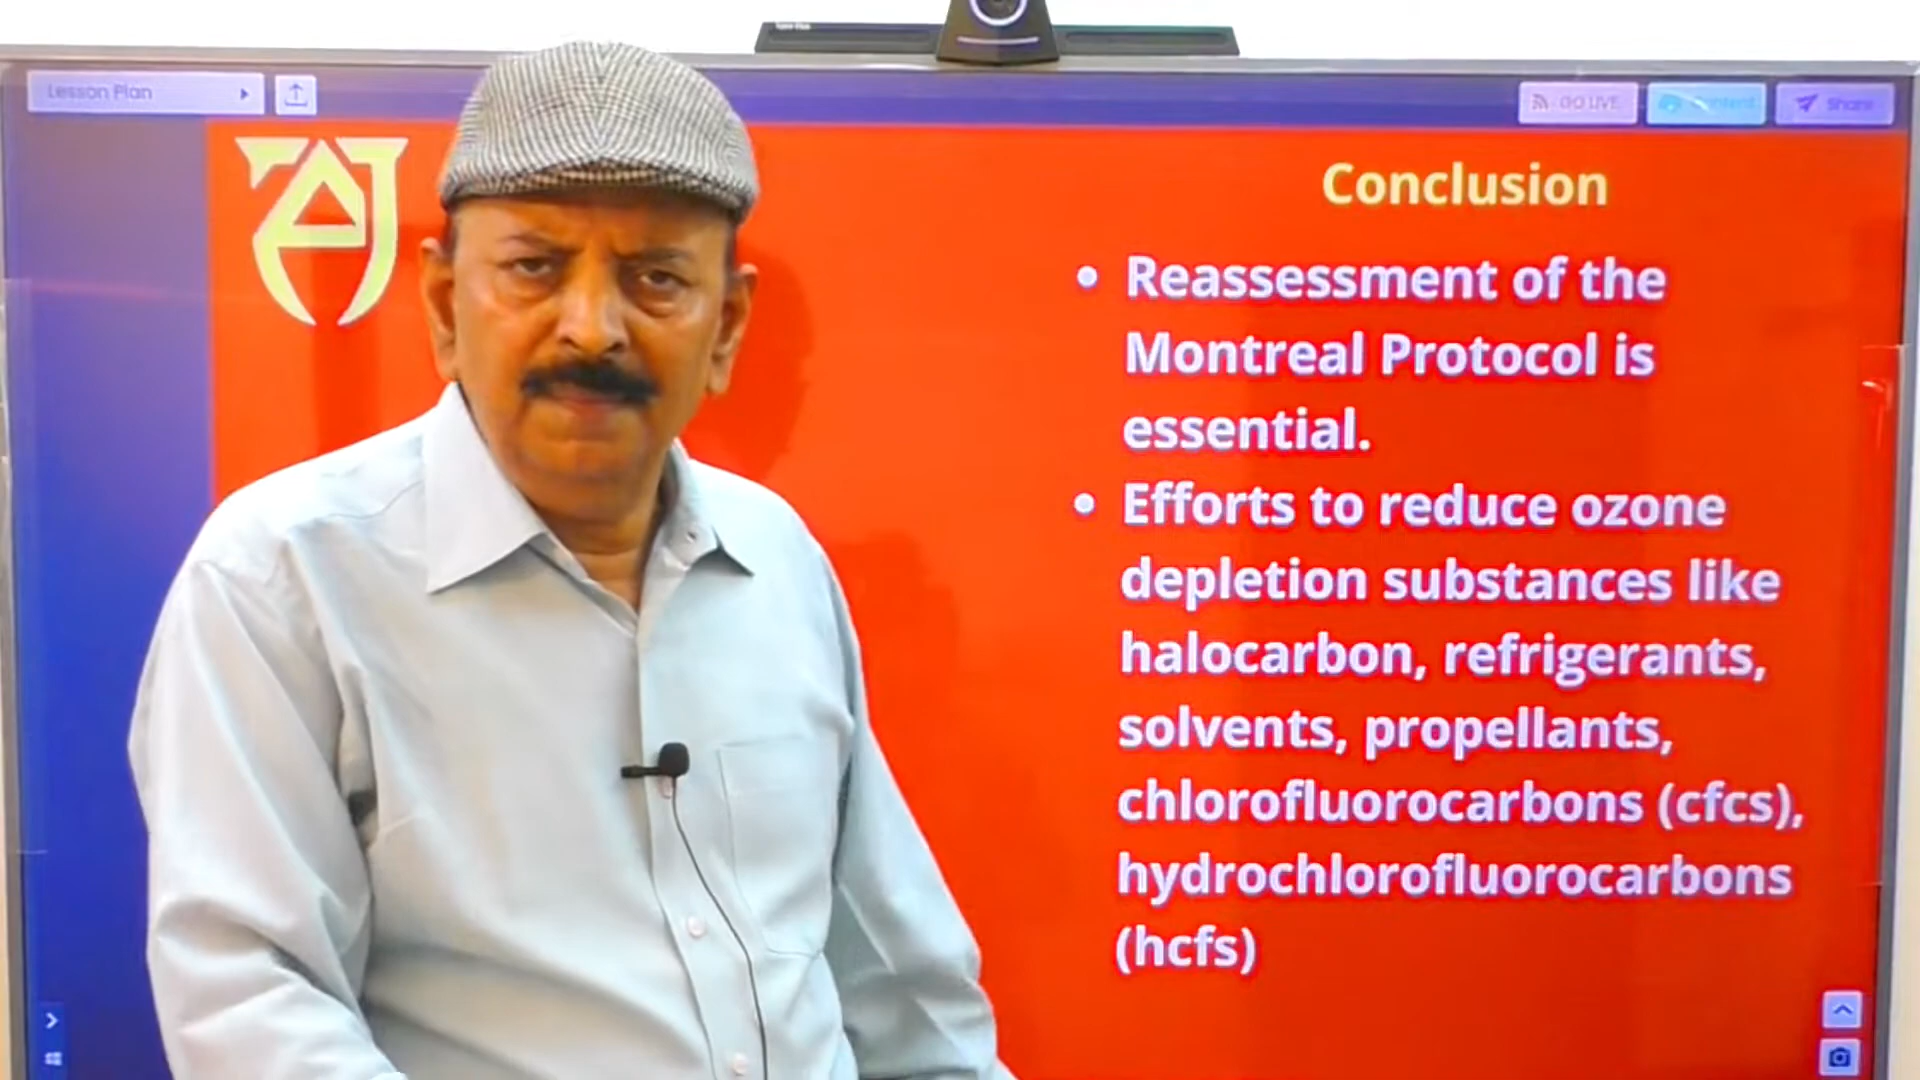 Lesson Plan
GO LIVE
Content
Share
Conclusion
• Reassessment of the
Montreal Protocol is
essential.
• Efforts to reduce ozone
depletion substances like
halocarbon, refrigerants,
solvents, propellants,
chlorofluorocarbons (cfcs),
hydrochlorofluorocarbons
(hcfs)